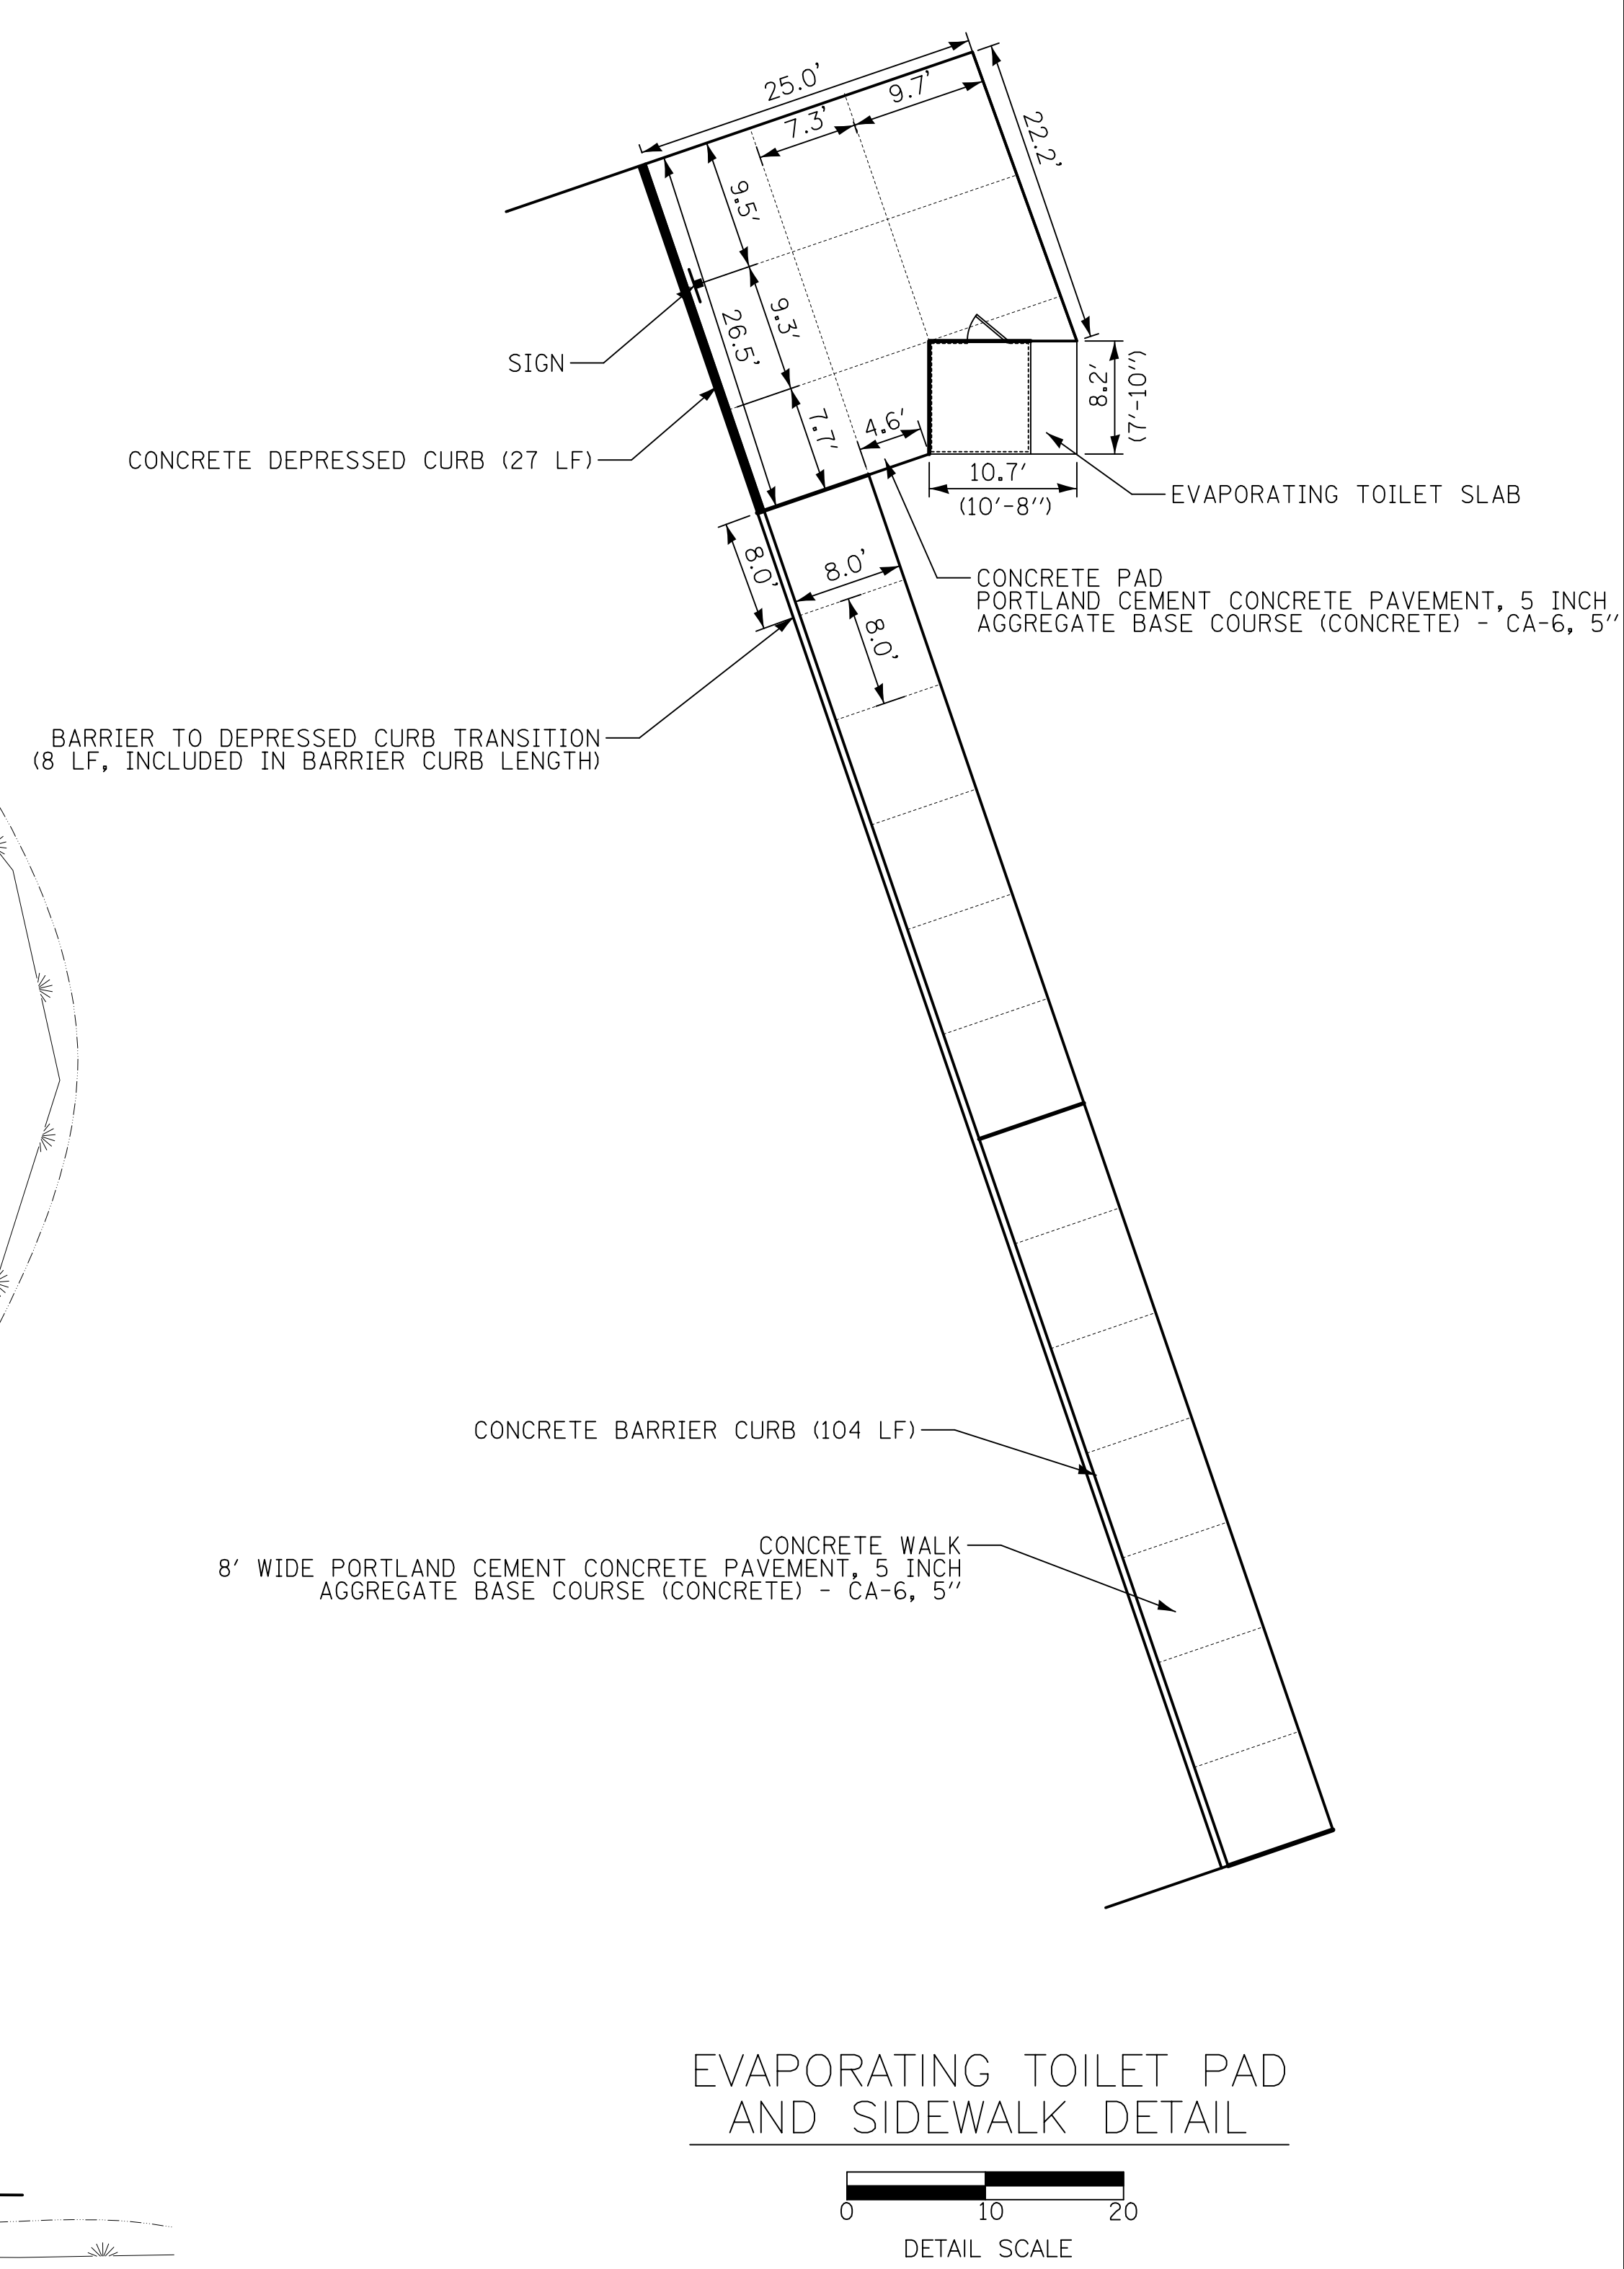 25.0'
9.7'
7.3'
22.2'
9.5'
9.3'
26.5'
SIGN
8.2'
(7'-10")
7.7'
4.6'
CONCRETE DEPRESSED CURB (27 LF)
10.7'
(10'-8")
EVAPORATING TOILET SLAB
8.0'
8.0'
CONCRETE PAD
PORTLAND CEMENT CONCRETE PAVEMENT, 5 INCH
AGGREGATE BASE COURSE (CONCRETE) - CA-6, 5"
8.0'
BARRIER TO DEPRESSED CURB TRANSITION
(8 LF, INCLUDED IN BARRIER CURB LENGTH)
CONCRETE BARRIER CURB (104 LF)
CONCRETE WALK
8' WIDE PORTLAND CEMENT CONCRETE PAVEMENT, 5 INCH
AGGREGATE BASE COURSE (CONCRETE) - CA-6, 5"
EVAPORATING TOILET PAD
AND SIDEWALK DETAIL
0 10 20
DETAIL SCALE